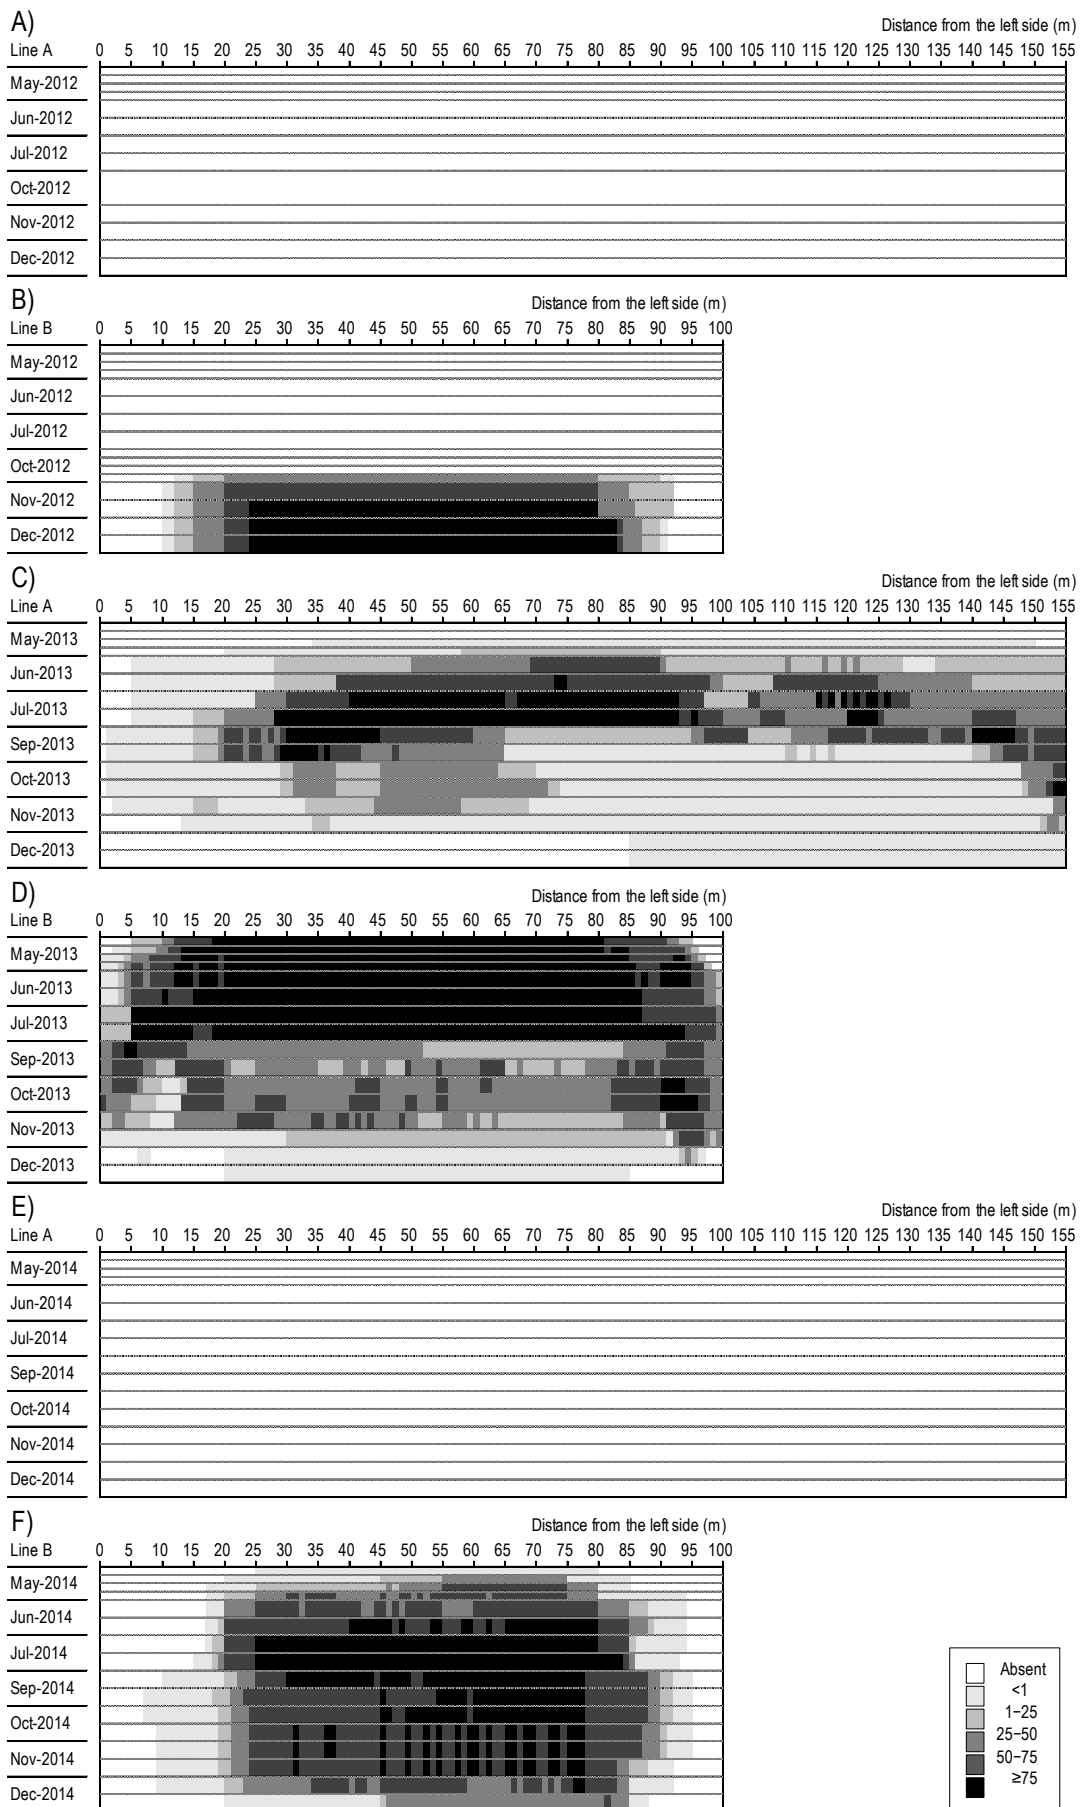 A)
Distance from the left side (m)
Line A 0 5 10 15 20 25 30 35 40 45 50 55 60 65 70 75 80 85 90 95 100 105 110 115 120 125 130 135 140 145 150 155
May-2012
Jun-2012
Jul-2012
Oct-2012
Nov-2012
Dec-2012
B)
Distance from the left side (m)
Line B 0 5 10 15 20 25 30 35 40 45 50 55 60 65 70 75 80 85 90 95 100
May-2012
Jun-2012
Jul-2012
Oct-2012
Nov-2012
Dec-2012
C)
Distance from the left side (m)
Line A 0 5 10 15 20 25 30 35 40 45 50 55 60 65 70 75 80 85 90 95 100 105 110 115 120 125 130 135 140 145 150 155
May-2013
Jun-2013
Jul-2013
Sep-2013
Oct-2013
Nov-2013
Dec-2013
D)
Distance from the left side (m)
Line B 0 5 10 15 20 25 30 35 40 45 50 55 60 65 70 75 80 85 90 95 100
May-2013
Jun-2013
Jul-2013
Sep-2013
Oct-2013
Nov-2013
Dec-2013
E)
Distance from the left side (m)
Line A 0 5 10 15 20 25 30 35 40 45 50 55 60 65 70 75 80 85 90 95 100 105 110 115 120 125 130 135 140 145 150 155
May-2014
Jun-2014
Jul-2014
Sep-2014
Oct-2014
Nov-2014
Dec-2014
F)
Distance from the left side (m)
Line B 0 5 10 15 20 25 30 35 40 45 50 55 60 65 70 75 80 85 90 95 100
May-2014
Jun-2014
Jul-2014
Sep-2014
Oct-2014
Nov-2014
Dec-2014
Absent
<1
1−25
25−50
50−75
≥75